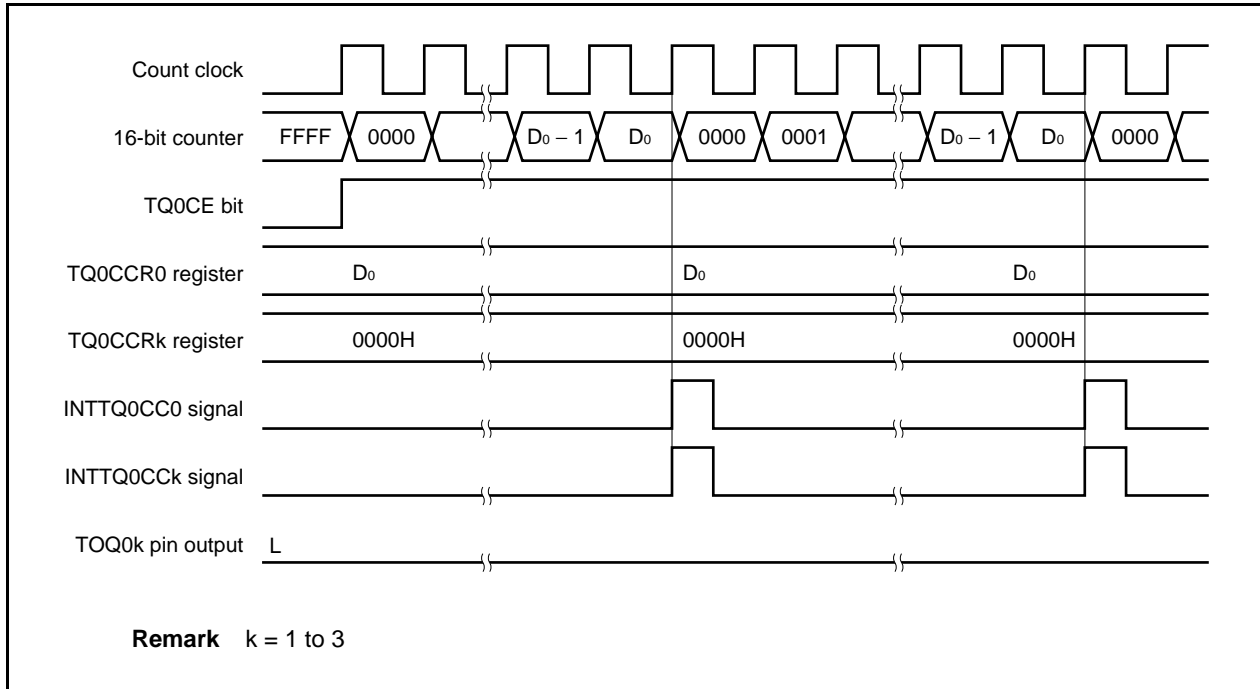 Count clock
16-bit counter FFFF 0000 D₀ − 1 D₀ 0000 0001 D₀ − 1 D₀ 0000
TQ0CE bit
TQ0CCR0 register D₀ D₀ D₀
TQ0CCRk register 0000H 0000H 0000H
INTTQ0CC0 signal
INTTQ0CCk signal
TOQ0k pin output L
Remark k = 1 to 3